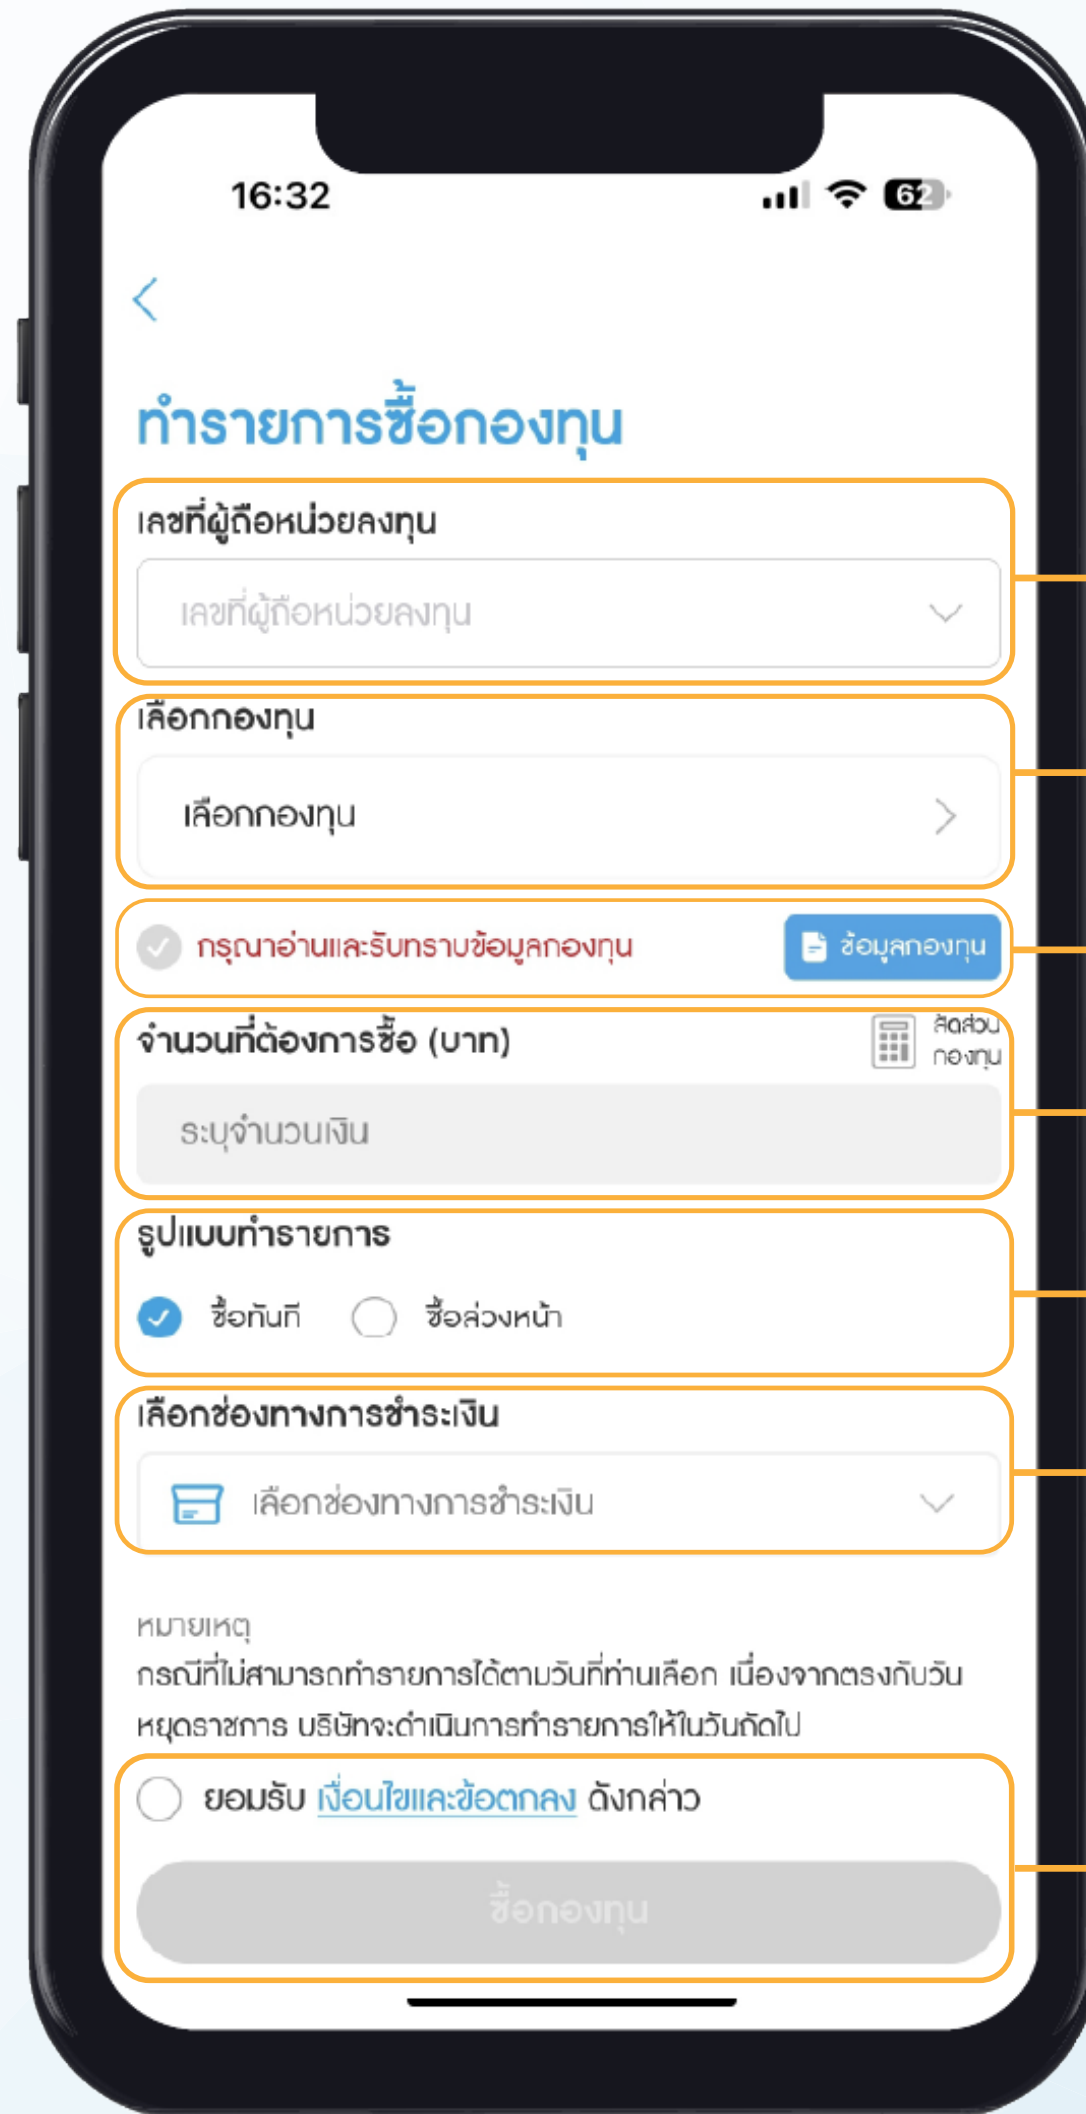 16:32
62
ทำรายการซื้อกองทุน
เลขที่ผู้ถือหน่วยลงทุน
เลขที่ผู้ถือหน่วยลงทุน
เลือกกองทุน
เลือกกองทุน
กรุณาอ่านและรับทราบข้อมูลกองทุน
ข้อมูลกองทุน
จำนวนที่ต้องการซื้อ (บาท)
สัดส่วน
กองทุน
ระบุจำนวนเงิน
รูปแบบทำรายการ
ซื้อทันที ซื้อล่วงหน้า
เลือกช่องทางการชำระเงิน
เลือกช่องทางการชำระเงิน
หมายเหตุ
กรณีที่ไม่สามารถทำรายการได้ตามวันที่ท่านเลือก เนื่องจากตรงกับวัน
หยุดราชการ บริษัทจะดำเนินการทำรายการให้ในวันถัดไป
ยอมรับ เงื่อนไขและข้อตกลง ดังกล่าว
ซื้อกองทุน